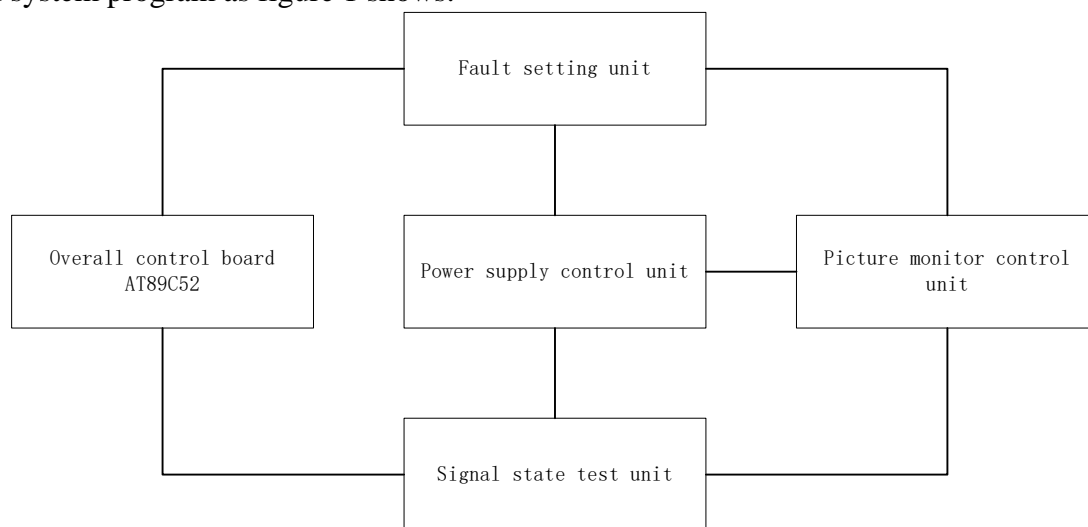 system program as figure 1 shows.
Fault setting unit
Overall control board
AT89C52
Power supply control unit
Picture monitor control
unit
Signal state test unit